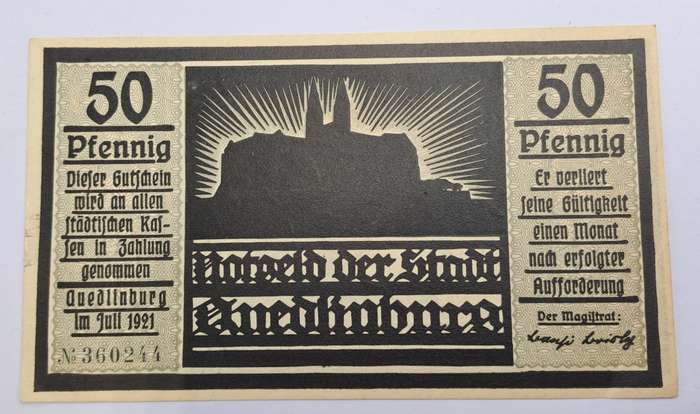 50
Pfennig
Dieser Gutschein
wird an allen
städtischen Kas-
sen in Zahlung
genommen
Quedlinburg
im Juli 1921
№ 360244
Notgeld der Stadt
Quedlinburg
50
Pfennig
Er verliert
seine Gültigkeit
einen Monat
nach erfolgter
Aufforderung
Der Magistrat: